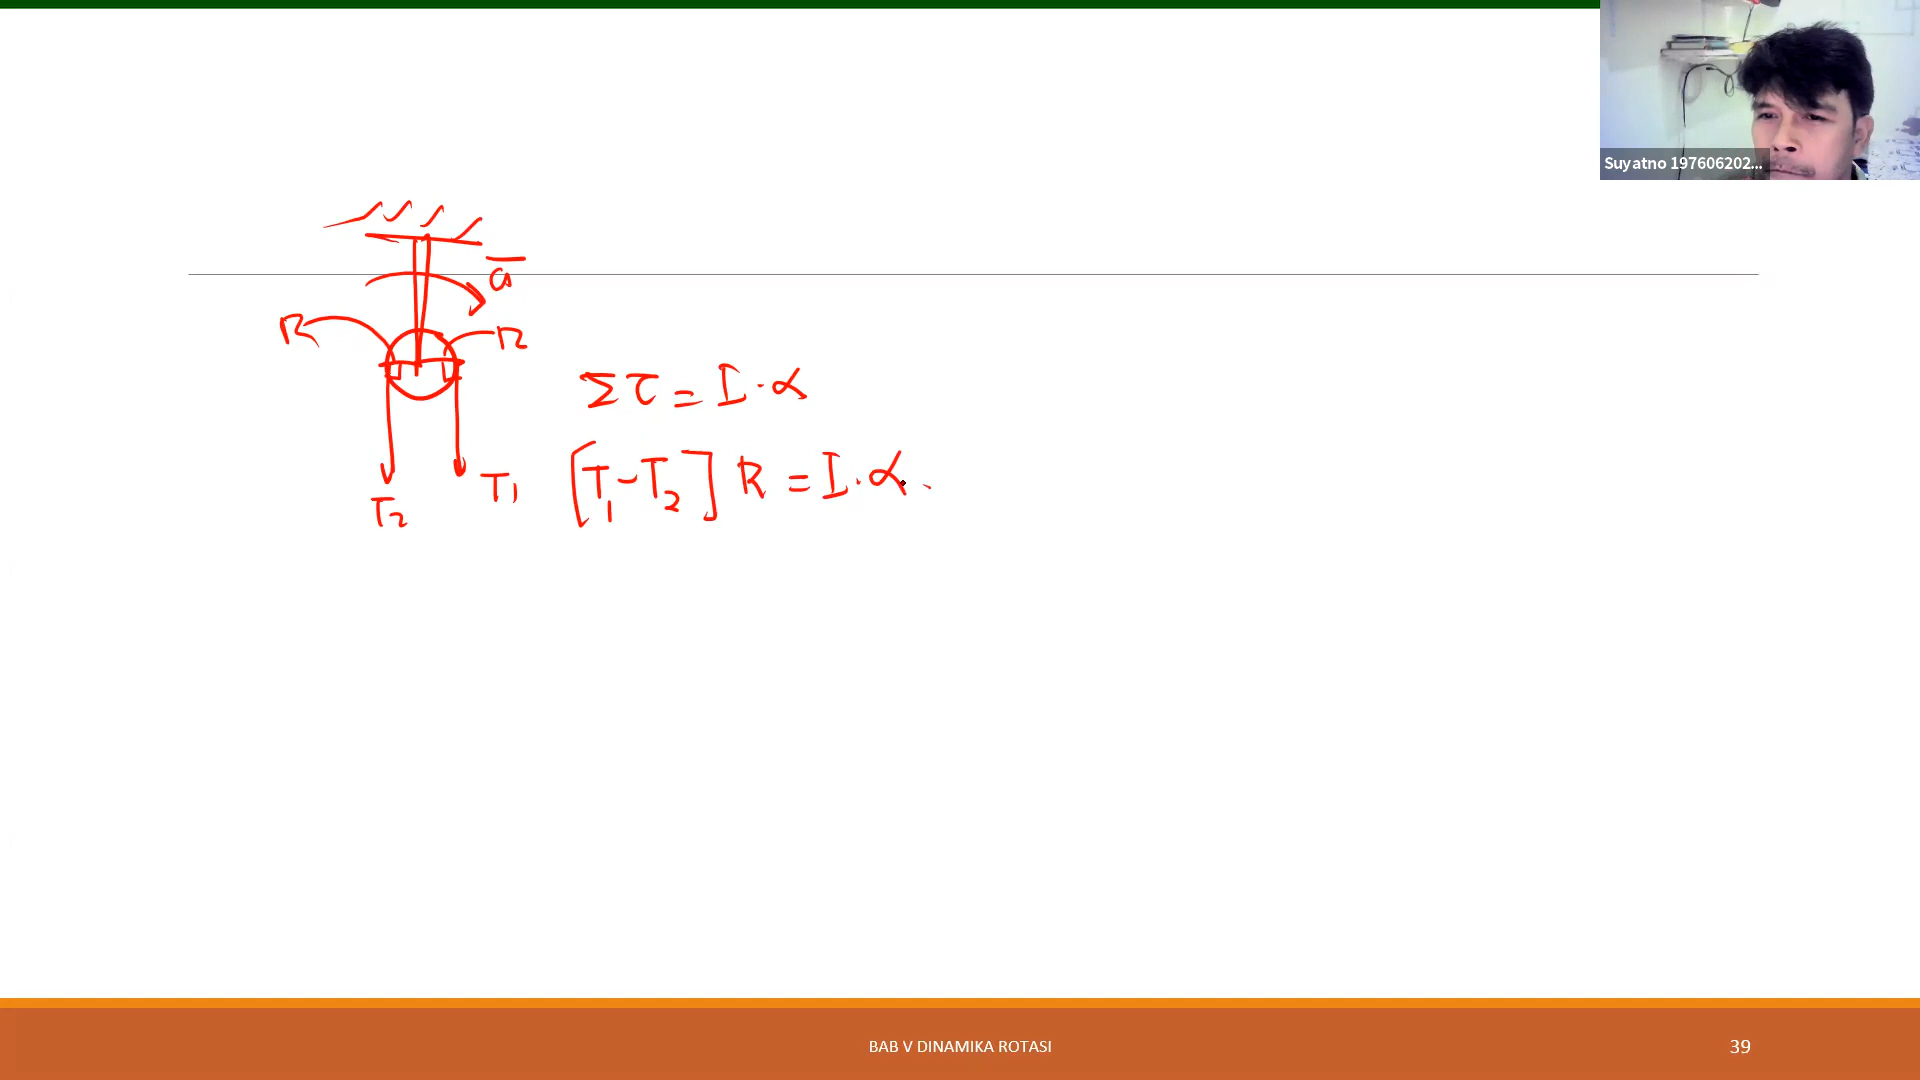 Suyatno 197606202...
a
R
R
Στ = I · α
[T1 - T2] R = I · α .
T1
T2
BAB V DINAMIKA ROTASI
39